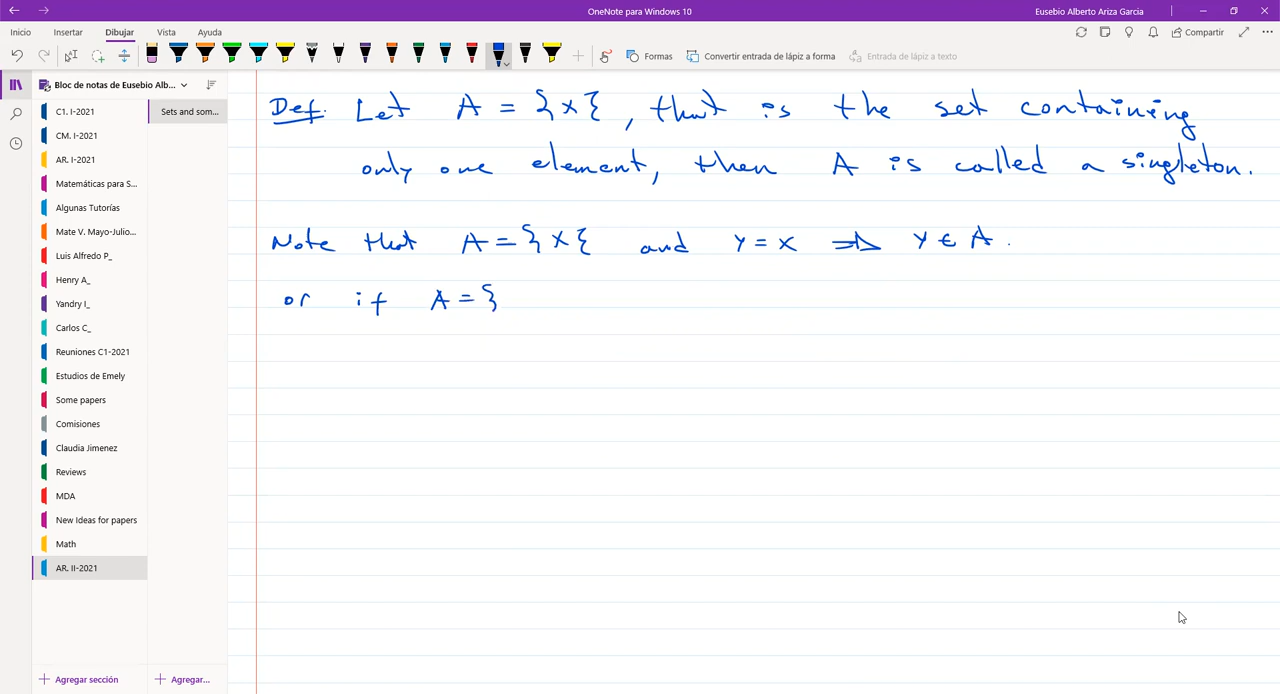 OneNote para Windows 10
Eusebio Alberto Ariza Garcia
Inicio Insertar Dibujar Vista Ayuda
Compartir
Formas Convertir entrada de lápiz a forma Entrada de lápiz a texto
Bloc de notas de Eusebio Alb...
C1. I-2021
CM. I-2021
AR. I-2021
Matemáticas para S...
Algunas Tutorías
Mate V. Mayo-Julio...
Luis Alfredo P_
Henry A_
Yandry I_
Carlos C_
Reuniones C1-2021
Estudios de Emely
Some papers
Comisiones
Claudia Jimenez
Reviews
MDA
New Ideas for papers
Math
AR. II-2021
Agregar sección
Sets and som...
Agregar...
Def: Let A = {x}, that is the set containing
only one element, then A is called a singleton.
Note that A = {x} and y = x ⇒ y ∈ A.
or if A = {